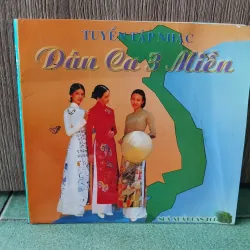 TUYỂN TẬP NHẠC
Dân Ca 3 Miền